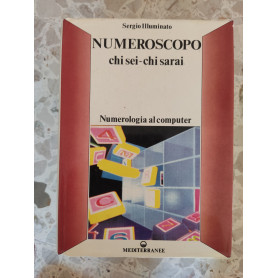 Sergio Illuminato
NUMEROSCOPO
chi sei-chi sarai
Numerologia al computer
MEDITERRANEE